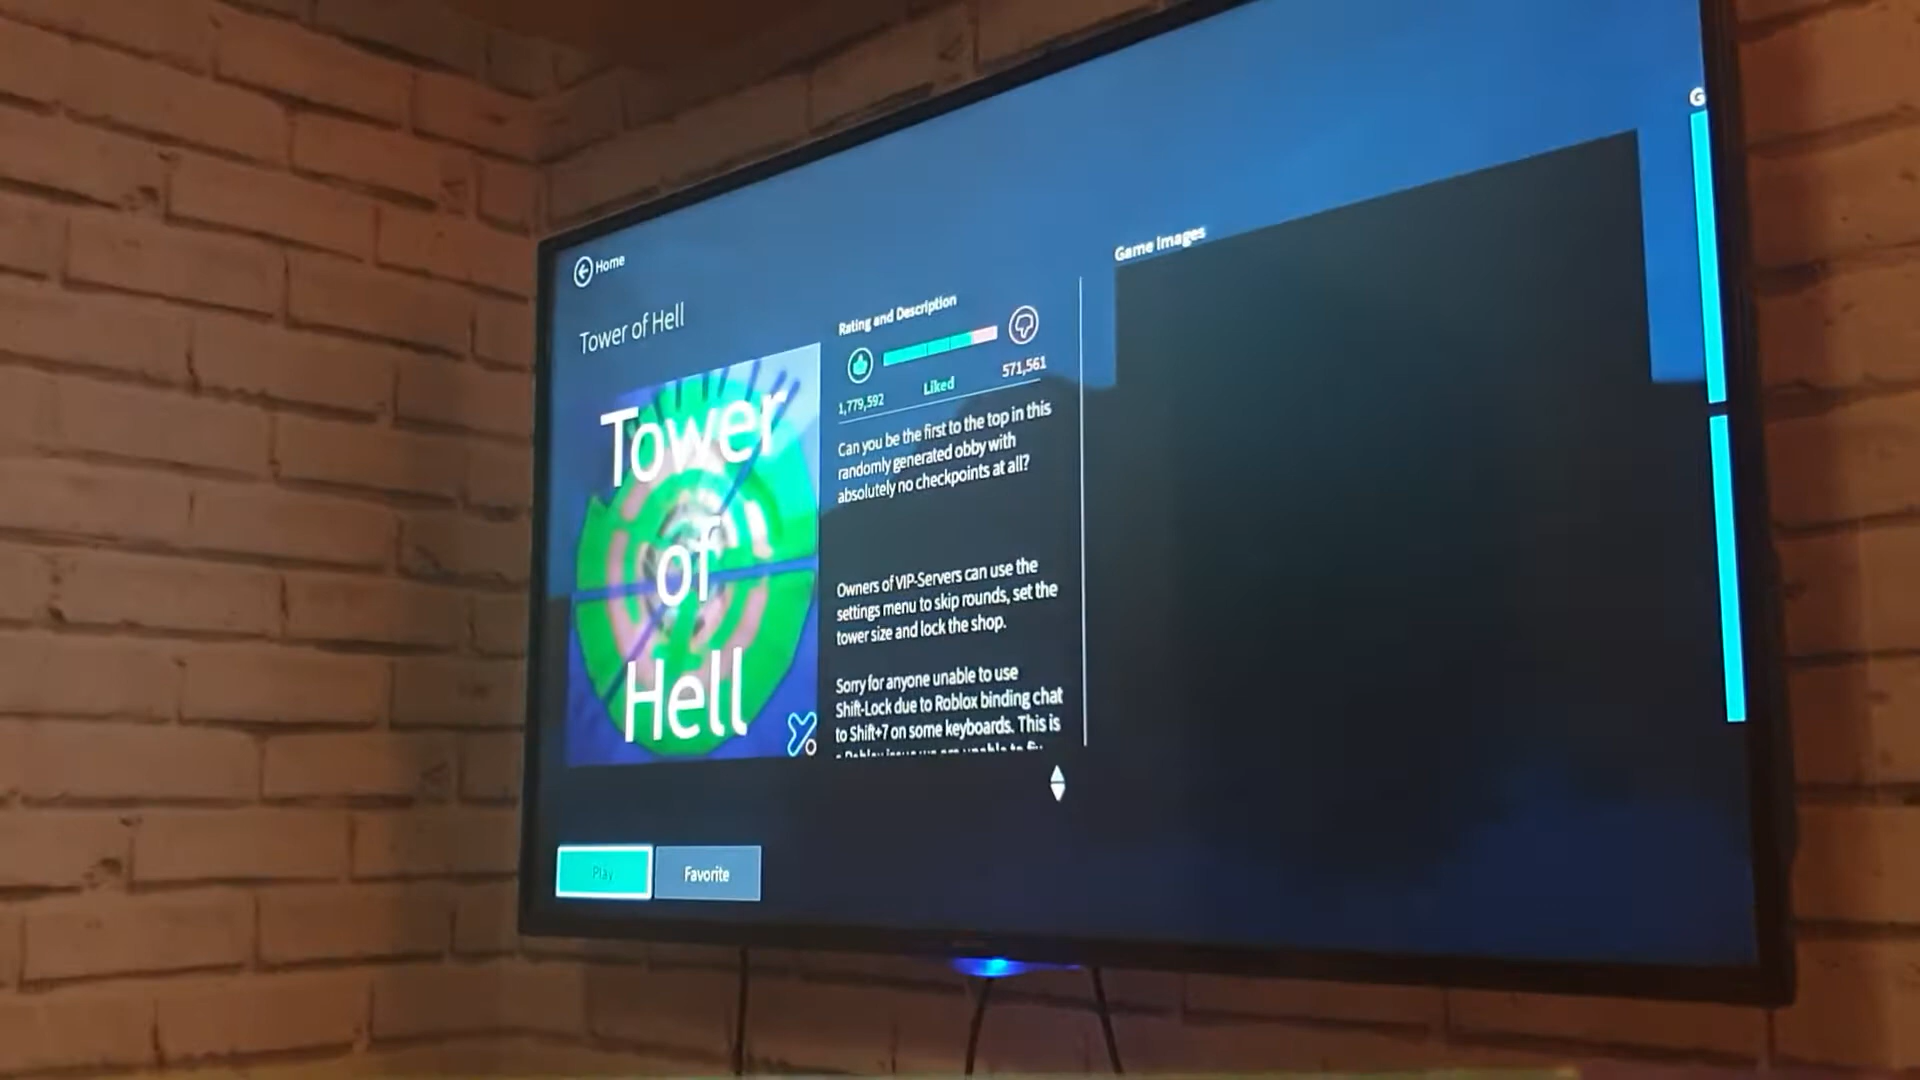 Home
Tower of Hell
Tower
of
Hell
Rating and Description
1,779,592
Liked
571,561
Can you be the first to the top in this
randomly generated obby with
absolutely no checkpoints at all?
Owners of VIP-Servers can use the
settings menu to skip rounds, set the
tower size and lock the shop.
Sorry for anyone unable to use
Shift-Lock due to Roblox binding chat
to Shift+7 on some keyboards. This is
Game Images
G
Play
Favorite